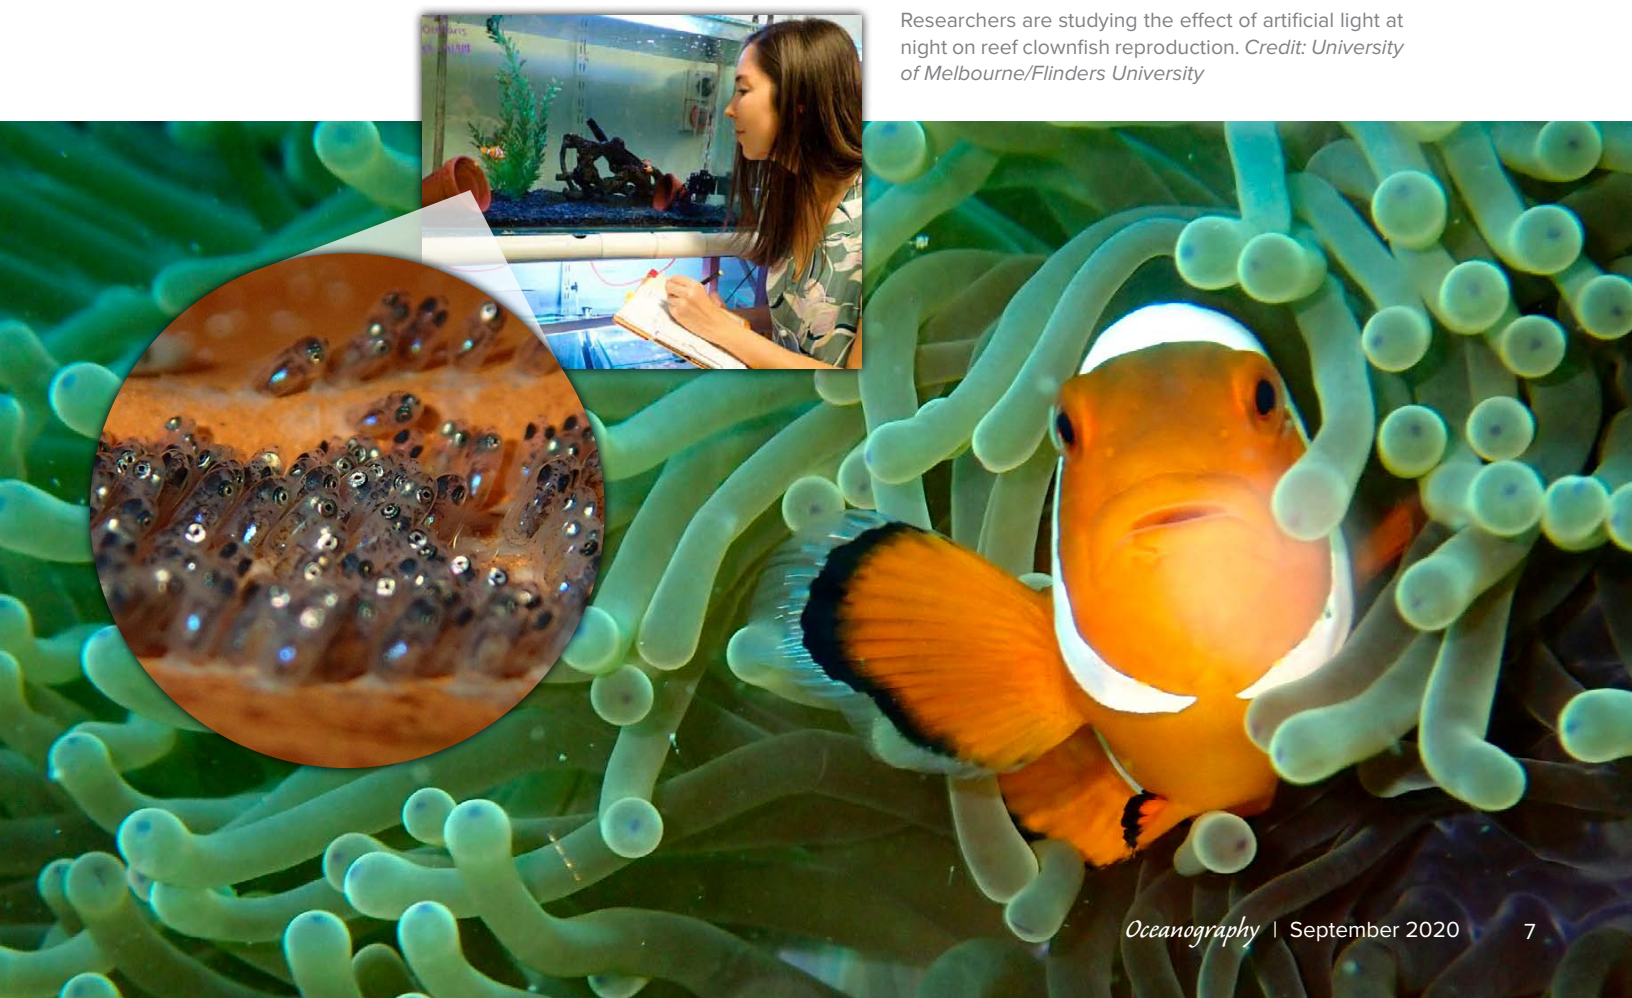 Researchers are studying the effect of artificial light at
night on reef clownfish reproduction. Credit: University
of Melbourne/Flinders University
Oceanography | September 2020 7